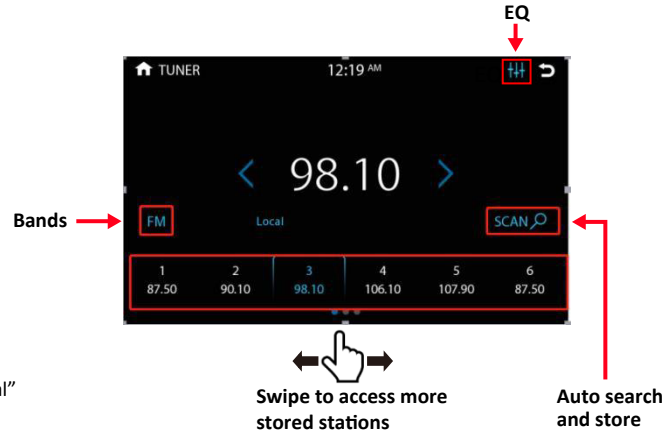 EQ
TUNER
12:19 AM
98.10
Bands
FM
Local
SCAN
1 2 3 4 5 6
87.50 90.10 98.10 106.10 107.90 87.50
Swipe to access more
stored stations
Auto search
and store